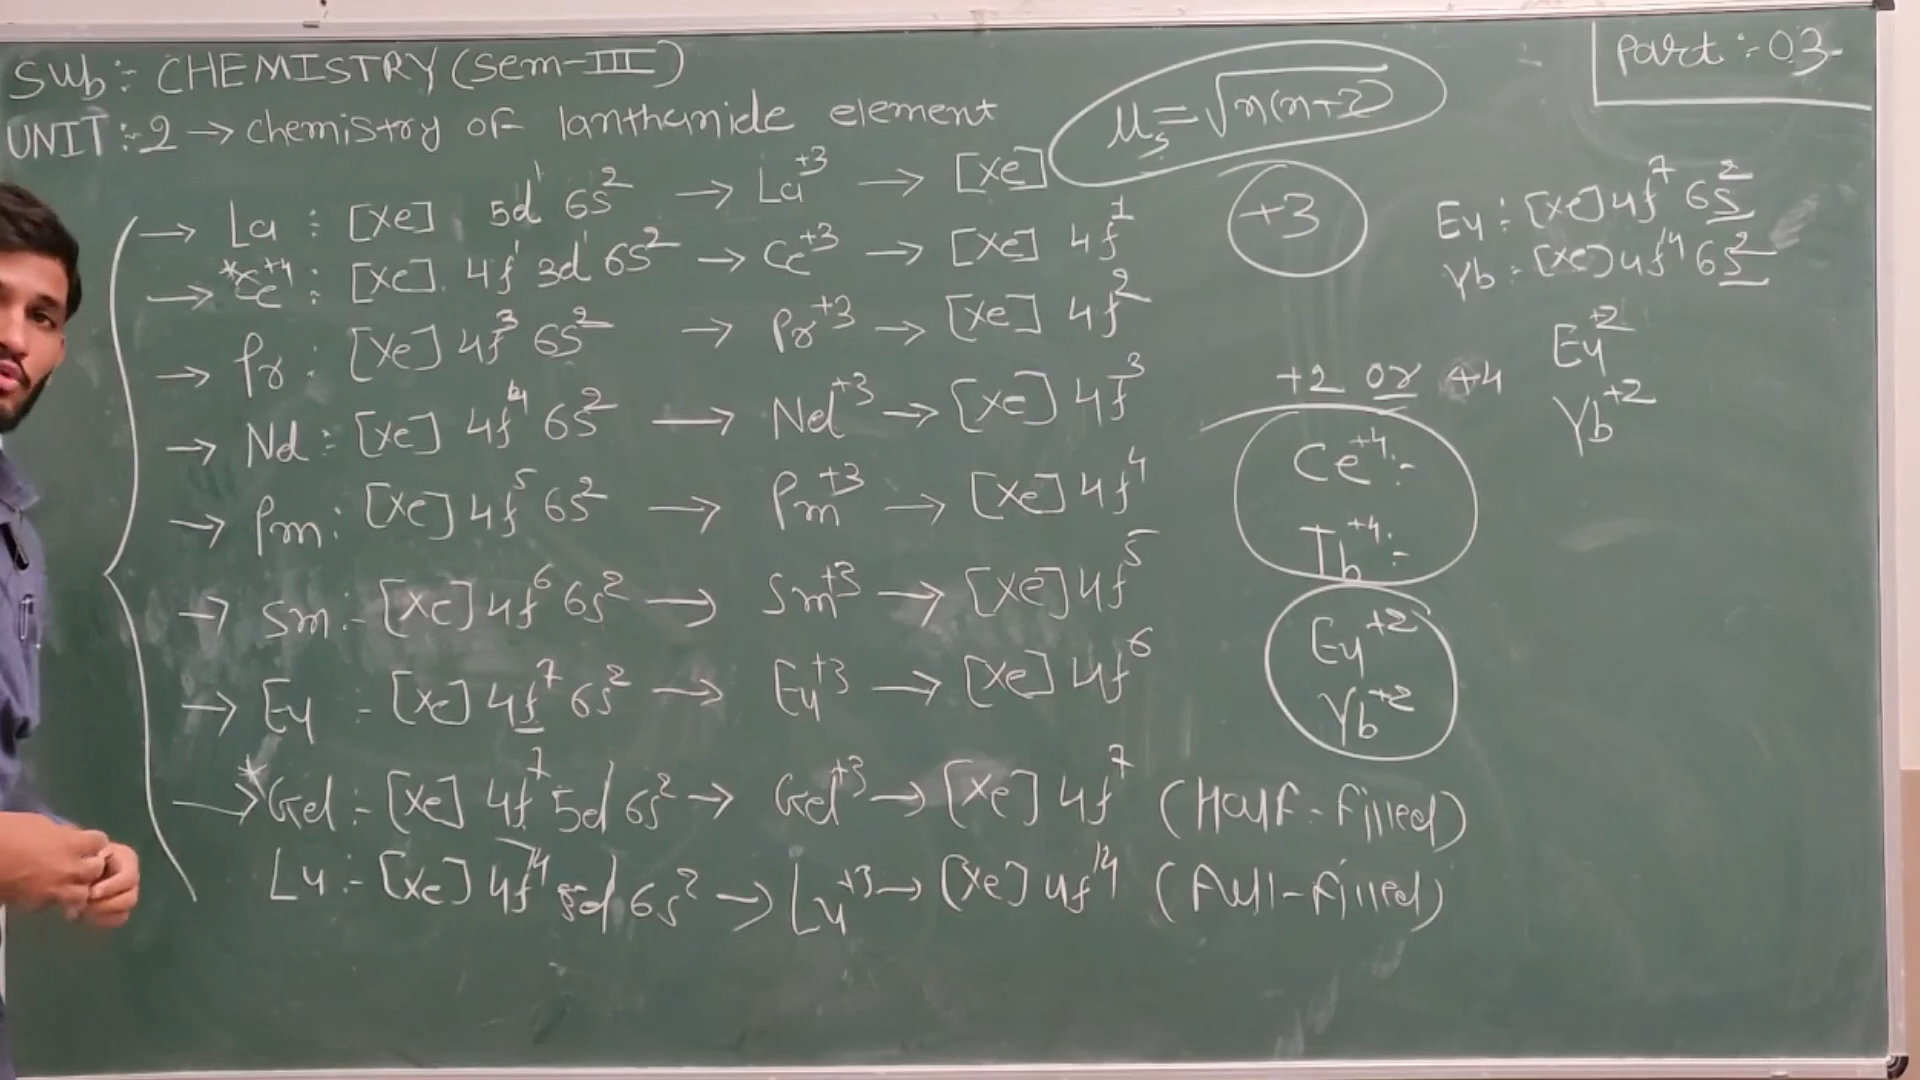 Sub:- CHEMISTRY (Sem-III)
Part :- 03
UNIT:-2 → Chemistry of lanthanide element
μs = √n(n+2)
→ La : [Xe] 5d¹ 6s² → La⁺³ → [Xe]
→ *Ce⁺⁴ : [Xe] 4f¹ 3d¹ 6s² → Ce⁺³ → [Xe] 4f¹
→ Pr : [Xe] 4f³ 6s² → Pr⁺³ → [Xe] 4f²
→ Nd : [Xe] 4f⁴ 6s² → Nd⁺³ → [Xe] 4f³
→ Pm : [Xe] 4f⁵ 6s² → Pm⁺³ → [Xe] 4f⁴
→ Sm :- [Xe] 4f⁶ 6s² → Sm⁺³ → [Xe] 4f⁵
→ Eu :- [Xe] 4f⁷ 6s² → Eu⁺³ → [Xe] 4f⁶
→ *Gd :- [Xe] 4f⁷ 5d¹ 6s² → Gd⁺³ → [Xe] 4f⁷ (Half-filled)
Lu :- [Xe] 4f¹⁴ 5d¹ 6s² → Lu⁺³ → [Xe] 4f¹⁴ (Full-filled)
+3
+2 or +4
Ce⁺⁴ :-
Tb⁺⁴ :-
Eu⁺²
Yb⁺²
Eu : [Xe] 4f⁷ 6s²
Yb : [Xe] 4f¹⁴ 6s²
Eu⁺²
Yb⁺²